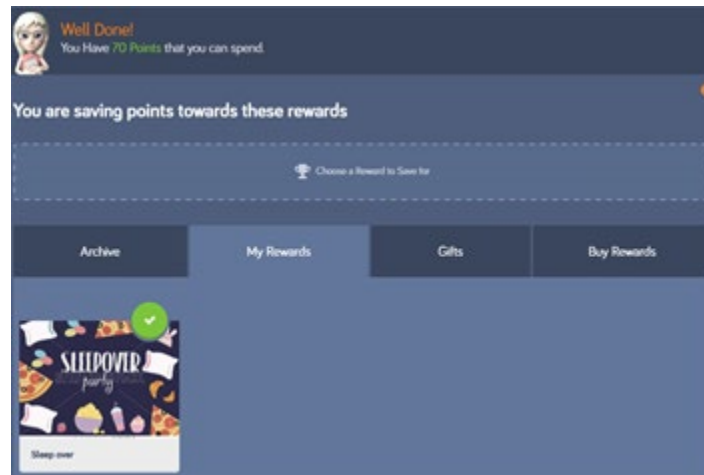 Well Done!
You Have 70 Points that you can spend.
You are saving points towards these rewards
Choose a Reward to Save for
Archive
My Rewards
Gifts
Buy Rewards
SLEEPOVER
party
Sleep over